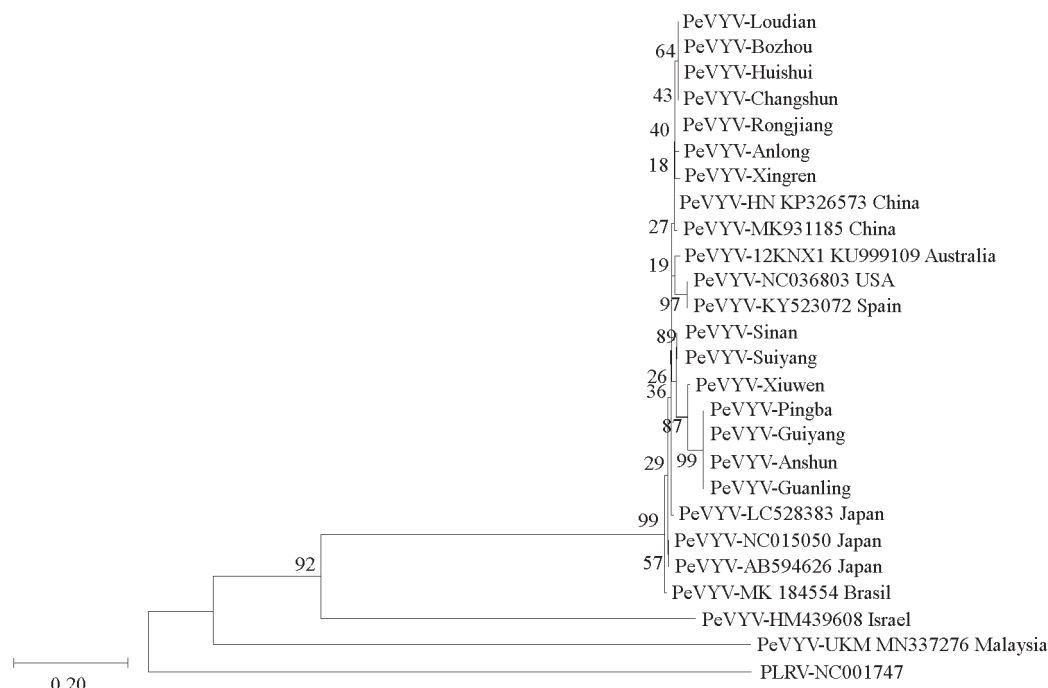 PeVYV-Loudian
64
PeVYV-Bozhou
PeVYV-Huishui
43
PeVYV-Changshun
40
PeVYV-Rongjiang
PeVYV-Anlong
18
PeVYV-Xingren
PeVYV-HN KP326573 China
27
PeVYV-MK931185 China
PeVYV-12KNX1 KU999109 Australia
19
PeVYV-NC036803 USA
97
PeVYV-KY523072 Spain
89
PeVYV-Sinan
PeVYV-Suiyang
26
PeVYV-Xiuwen
36
PeVYV-Pingba
87
PeVYV-Guiyang
29
99
PeVYV-Anshun
PeVYV-Guanling
PeVYV-LC528383 Japan
99
PeVYV-NC015050 Japan
92
57
PeVYV-AB594626 Japan
PeVYV-MK 184554 Brasil
PeVYV-HM439608 Israel
PeVYV-UKM MN337276 Malaysia
PLRV-NC001747
0.20